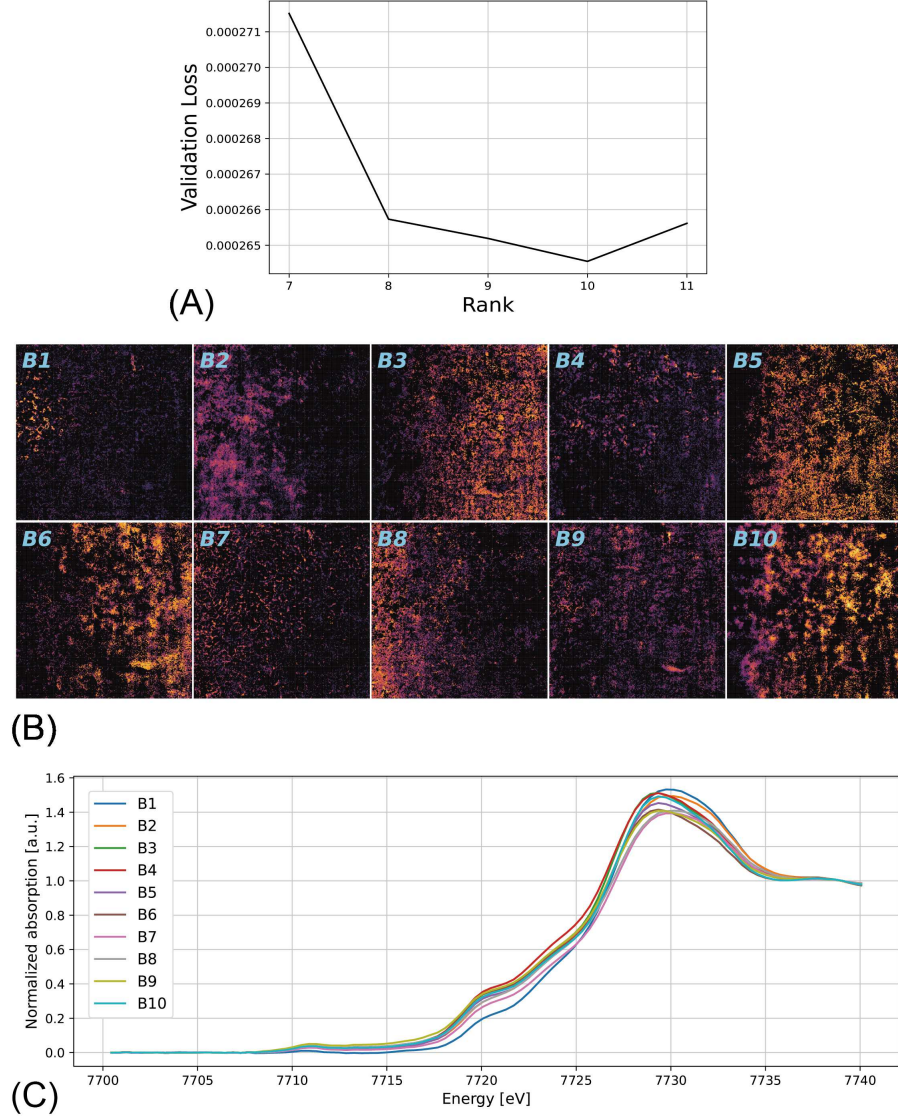 0.000271
0.000270
0.000269
0.000268
0.000267
0.000266
0.000265
Validation Loss
7 8 9 10 11
Rank
(A)
B1 B2 B3 B4 B5
B6 B7 B8 B9 B10
(B)
1.6
1.4
1.2
1.0
0.8
0.6
0.4
0.2
0.0
Normalized absorption [a.u.]
B1
B2
B3
B4
B5
B6
B7
B8
B9
B10
7700 7705 7710 7715 7720 7725 7730 7735 7740
Energy [eV]
(C)